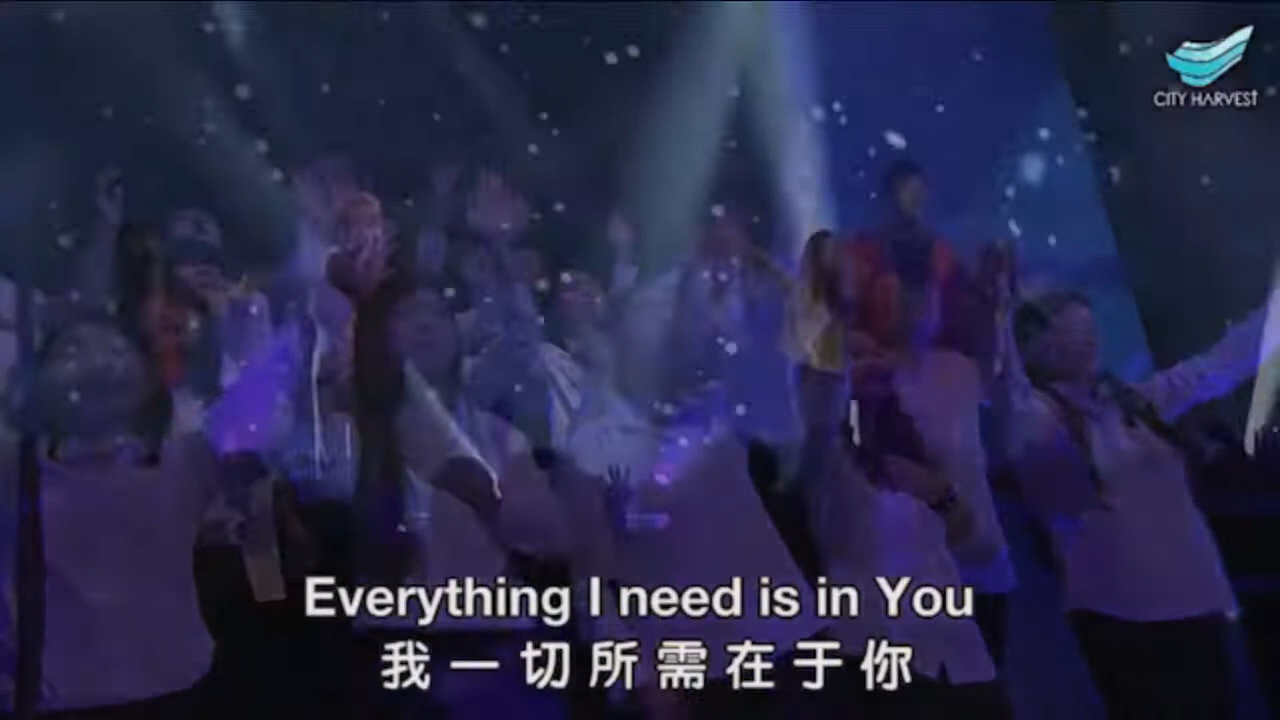 CITY HARVEST
Everything I need is in You
我一切所需在于你